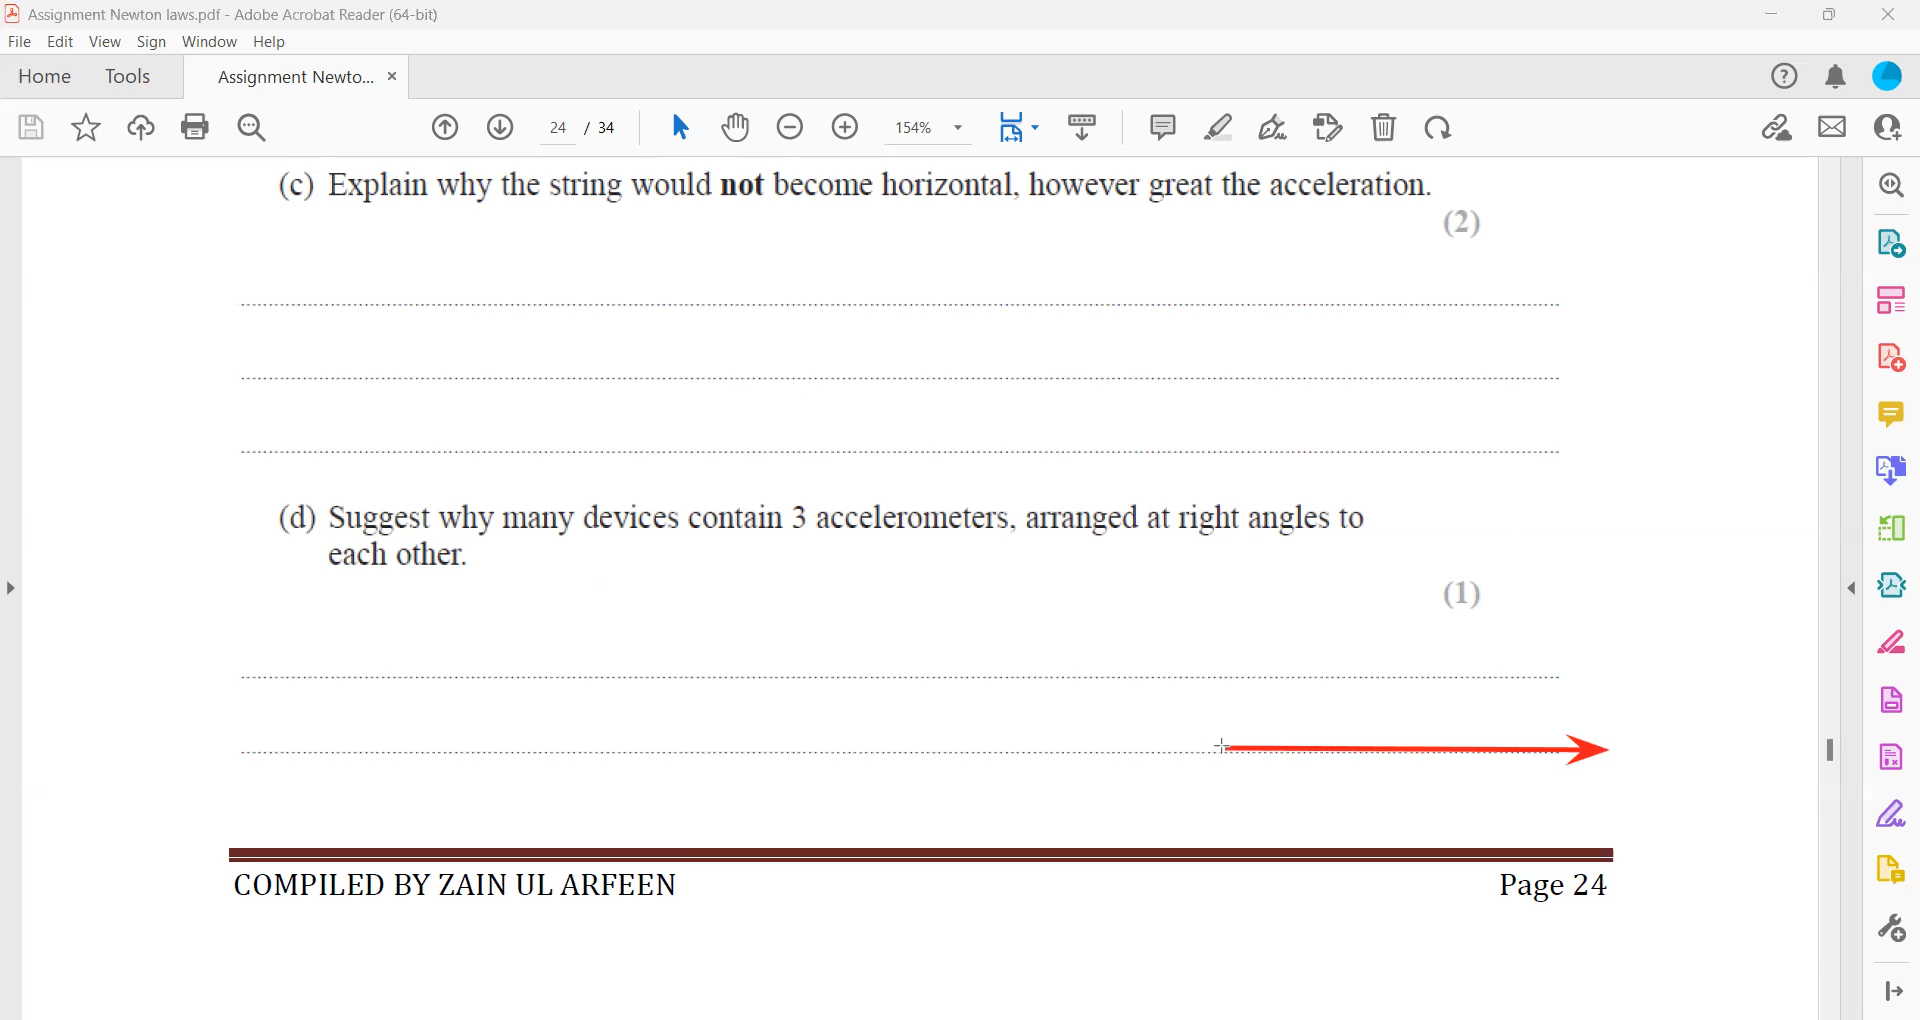 Assignment Newton laws.pdf - Adobe Acrobat Reader (64-bit)
File Edit View Sign Window Help
Home Tools Assignment Newto... ×
24 / 34 154%
(c) Explain why the string would not become horizontal, however great the acceleration.
(2)
(d) Suggest why many devices contain 3 accelerometers, arranged at right angles to
each other.
(1)
COMPILED BY ZAIN UL ARFEEN Page 24